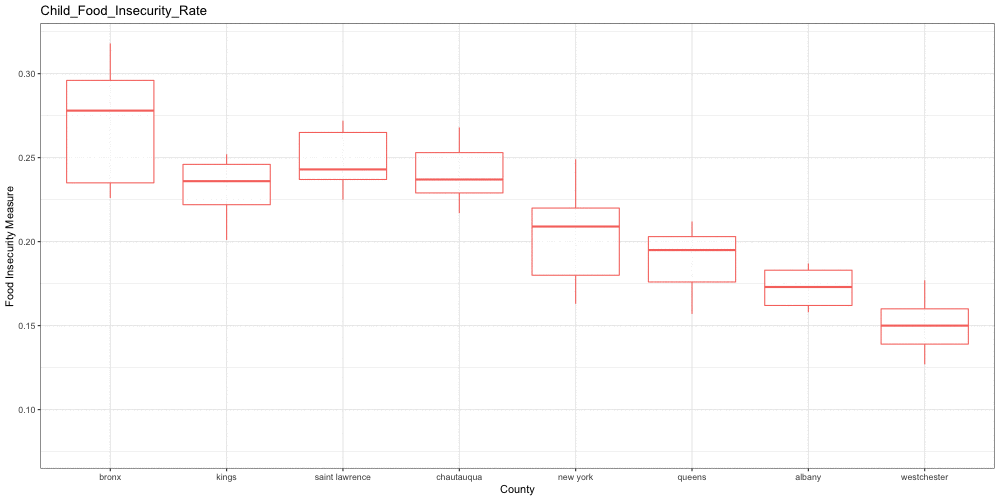 Child_Food_Insecurity_Rate
Food Insecurity Measure
0.30
0.25
0.20
0.15
0.10
bronx kings saint lawrence chautauqua new york queens albany westchester
County